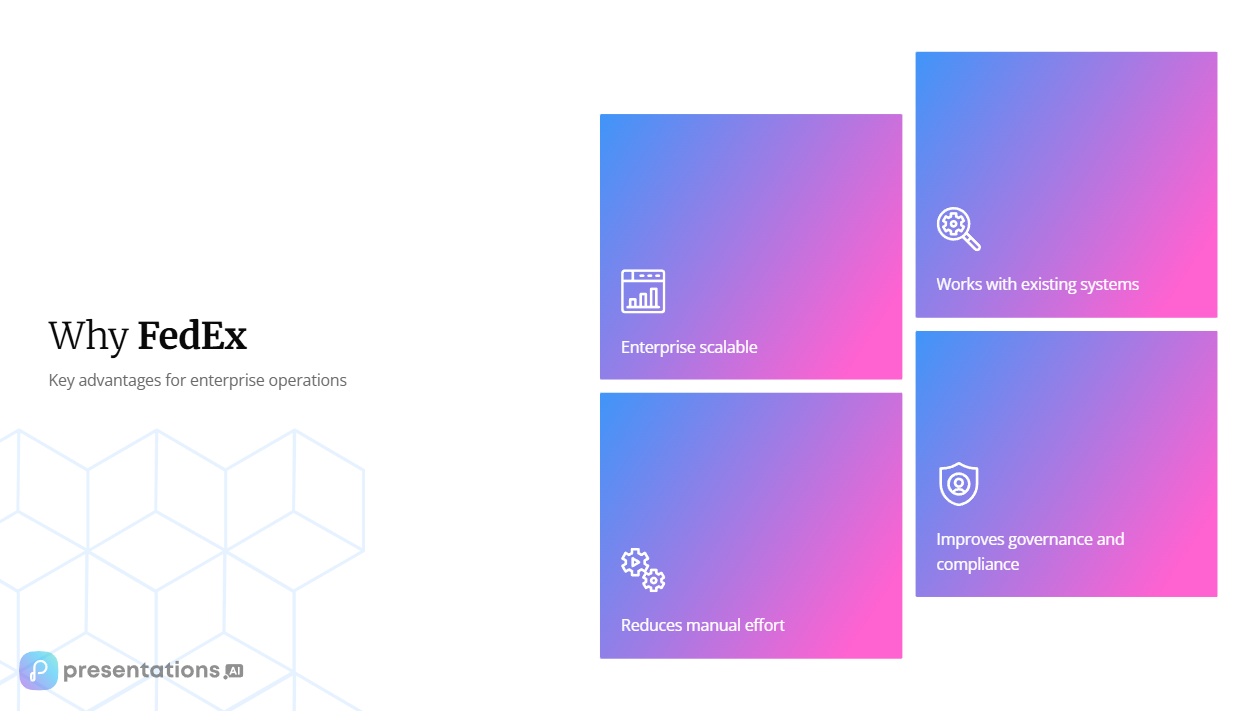 Why FedEx
Key advantages for enterprise operations
Enterprise scalable
Works with existing systems
Reduces manual effort
Improves governance and
compliance
presentations.AI